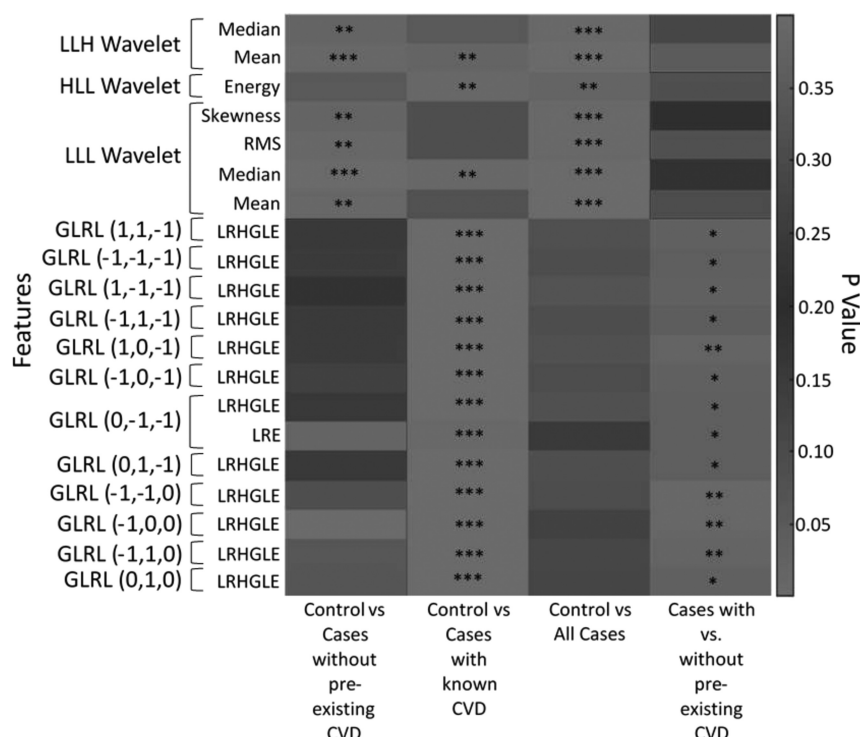 LLH Wavelet
Median ** ***
Mean *** ** ***
HLL Wavelet
Energy ** **
LLL Wavelet
Skewness ** ***
RMS ** ***
Median *** ** ***
Mean ** ***
GLRL (1,1,-1) LRHGLE *** *
GLRL (-1,-1,-1) LRHGLE *** *
GLRL (1,-1,-1) LRHGLE *** *
GLRL (-1,1,-1) LRHGLE *** *
GLRL (1,0,-1) LRHGLE *** **
GLRL (-1,0,-1) LRHGLE *** *
GLRL (0,-1,-1)
LRHGLE *** *
LRE *** *
GLRL (0,1,-1) LRHGLE *** *
GLRL (-1,-1,0) LRHGLE *** **
GLRL (-1,0,0) LRHGLE *** **
GLRL (-1,1,0) LRHGLE *** **
GLRL (0,1,0) LRHGLE *** *
Features
Control vs
Cases
without
pre-
existing
CVD
Control vs
Cases
with
known
CVD
Control vs
All Cases
Cases with
vs.
without
pre-
existing
CVD
0.35
0.30
0.25
0.20
0.15
0.10
0.05
P Value